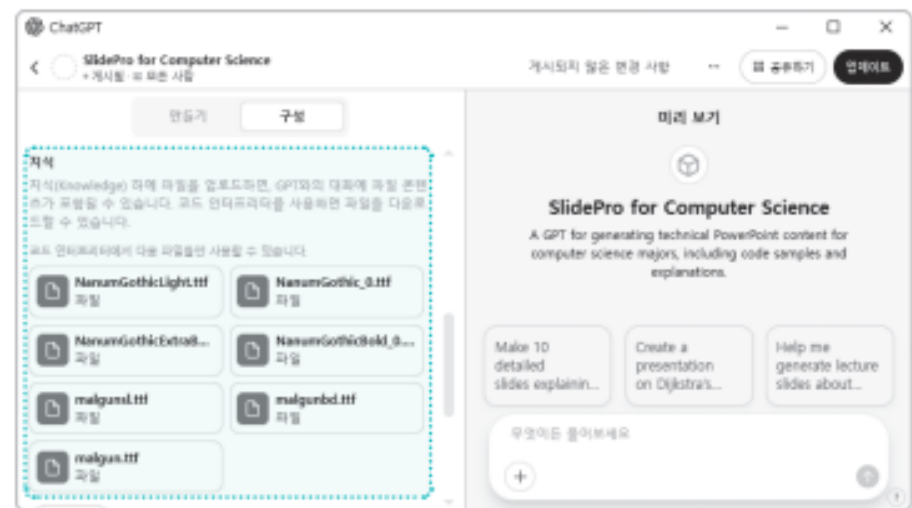 ChatGPT
SlidePro for Computer Science
게시되지 않은 변경 사항
공유하기
업데이트
만들기
구성
지식
지식(Knowledge) 하에 파일을 업로드하면, GPT와의 대화에 파일 콘텐
츠가 포함될 수 있습니다. 코드 인터프리터를 사용하면 파일을 다운로
드할 수 있습니다.
코드 인터프리터에서 다음 파일들만 사용할 수 있습니다.
NanumGothicLight.ttf
파일
NanumGothic_0.ttf
파일
NanumGothicExtraB...
파일
NanumGothicBold_0....
파일
malgunsl.ttf
파일
malgunbd.ttf
파일
malgun.ttf
파일
미리 보기
SlidePro for Computer Science
A GPT for generating technical PowerPoint content for
computer science majors, including code samples and
explanations.
Make 10
detailed
slides explainin...
Create a
presentation
on Dijkstra's...
Help me
generate lecture
slides about...
무엇이든 물어보세요